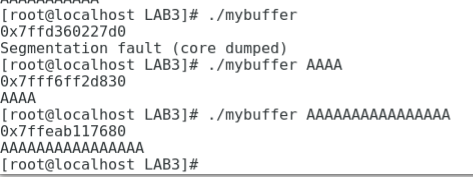 AAAAAAAAAAA
[root@localhost LAB3]# ./mybuffer
0x7ffd360227d0
Segmentation fault (core dumped)
[root@localhost LAB3]# ./mybuffer AAAA
0x7fff6ff2d830
AAAA
[root@localhost LAB3]# ./mybuffer AAAAAAAAAAAAAAAA
0x7ffeab117680
AAAAAAAAAAAAAAAA
[root@localhost LAB3]#